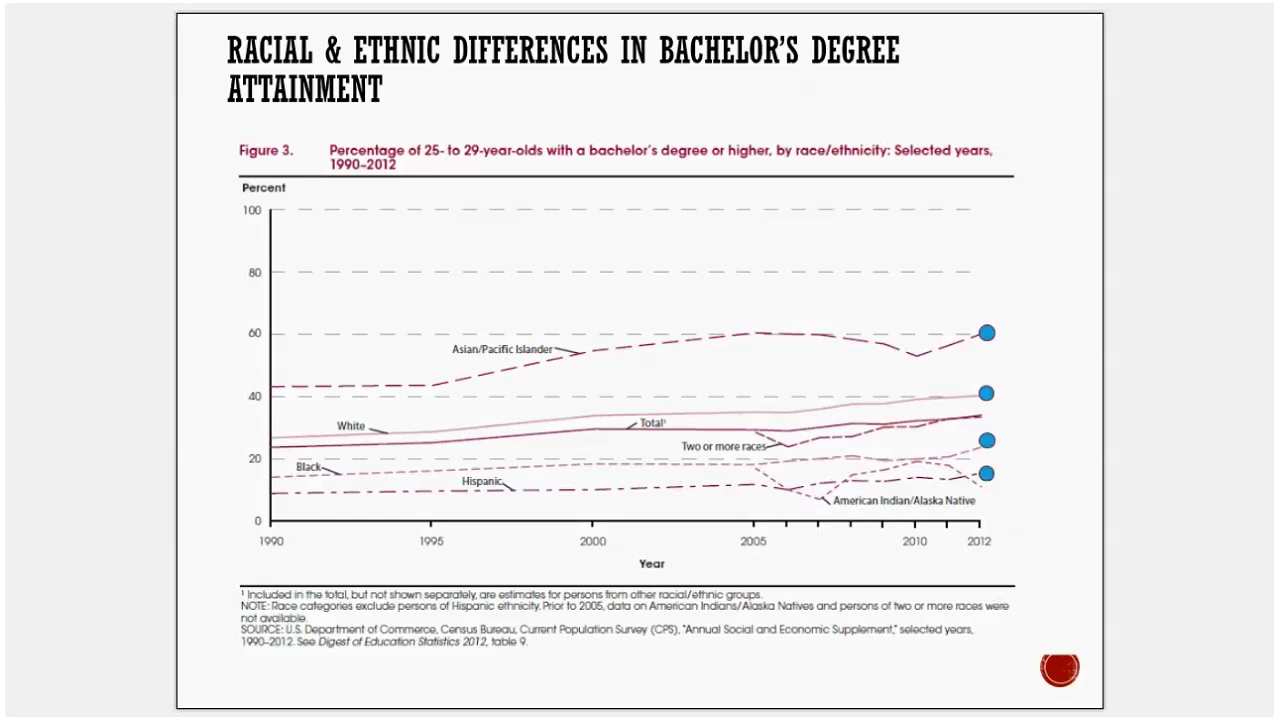 RACIAL & ETHNIC DIFFERENCES IN BACHELOR'S DEGREE
ATTAINMENT
Figure 3. Percentage of 25- to 29-year-olds with a bachelor's degree or higher, by race/ethnicity: Selected years,
1990–2012
Percent
100
80
60
Asian/Pacific Islander
40
White
Total¹
Two or more races
20
Black
Hispanic
American Indian/Alaska Native
0
1990 1995 2000 2005 2010 2012
Year
¹ Included in the total, but not shown separately, are estimates for persons from other racial/ethnic groups.
NOTE: Race categories exclude persons of Hispanic ethnicity. Prior to 2005, data on American Indians/Alaska Natives and persons of two or more races were
not available.
SOURCE: U.S. Department of Commerce, Census Bureau, Current Population Survey (CPS), "Annual Social and Economic Supplement," selected years,
1990–2012. See Digest of Education Statistics 2012, table 9.